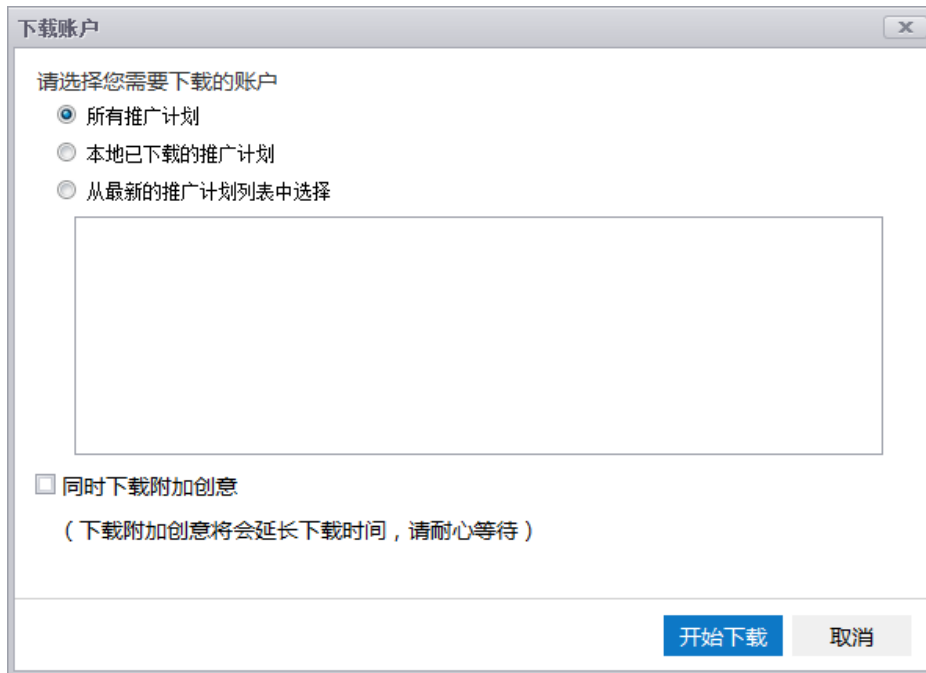 下载账户
请选择您需要下载的账户
所有推广计划
本地已下载的推广计划
从最新的推广计划列表中选择
同时下载附加创意
（下载附加创意将会延长下载时间，请耐心等待）
开始下载 取消